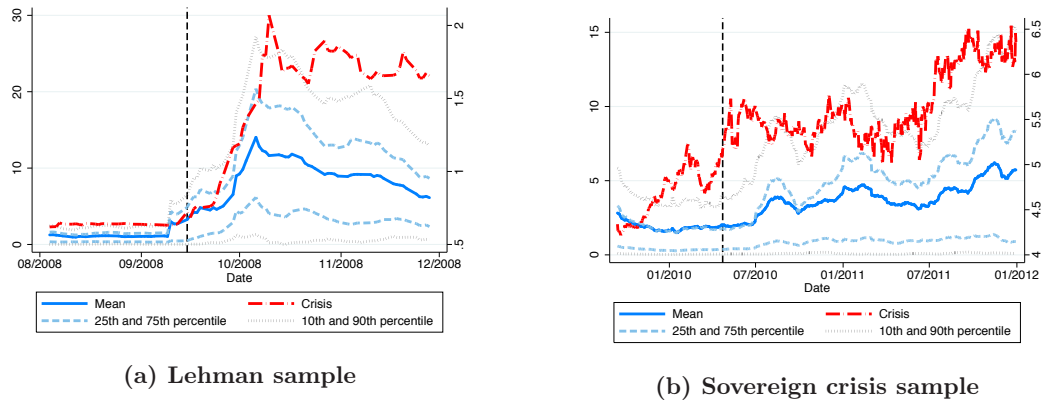 30
20
10
0
2
1.5
1
.5
08/2008 09/2008 10/2008 11/2008 12/2008
Date
Mean Crisis
25th and 75th percentile 10th and 90th percentile
(a) Lehman sample
15
10
5
0
6.5
6
5.5
5
4.5
4
01/2010 07/2010 01/2011 07/2011 01/2012
Date
Mean Crisis
25th and 75th percentile 10th and 90th percentile
(b) Sovereign crisis sample